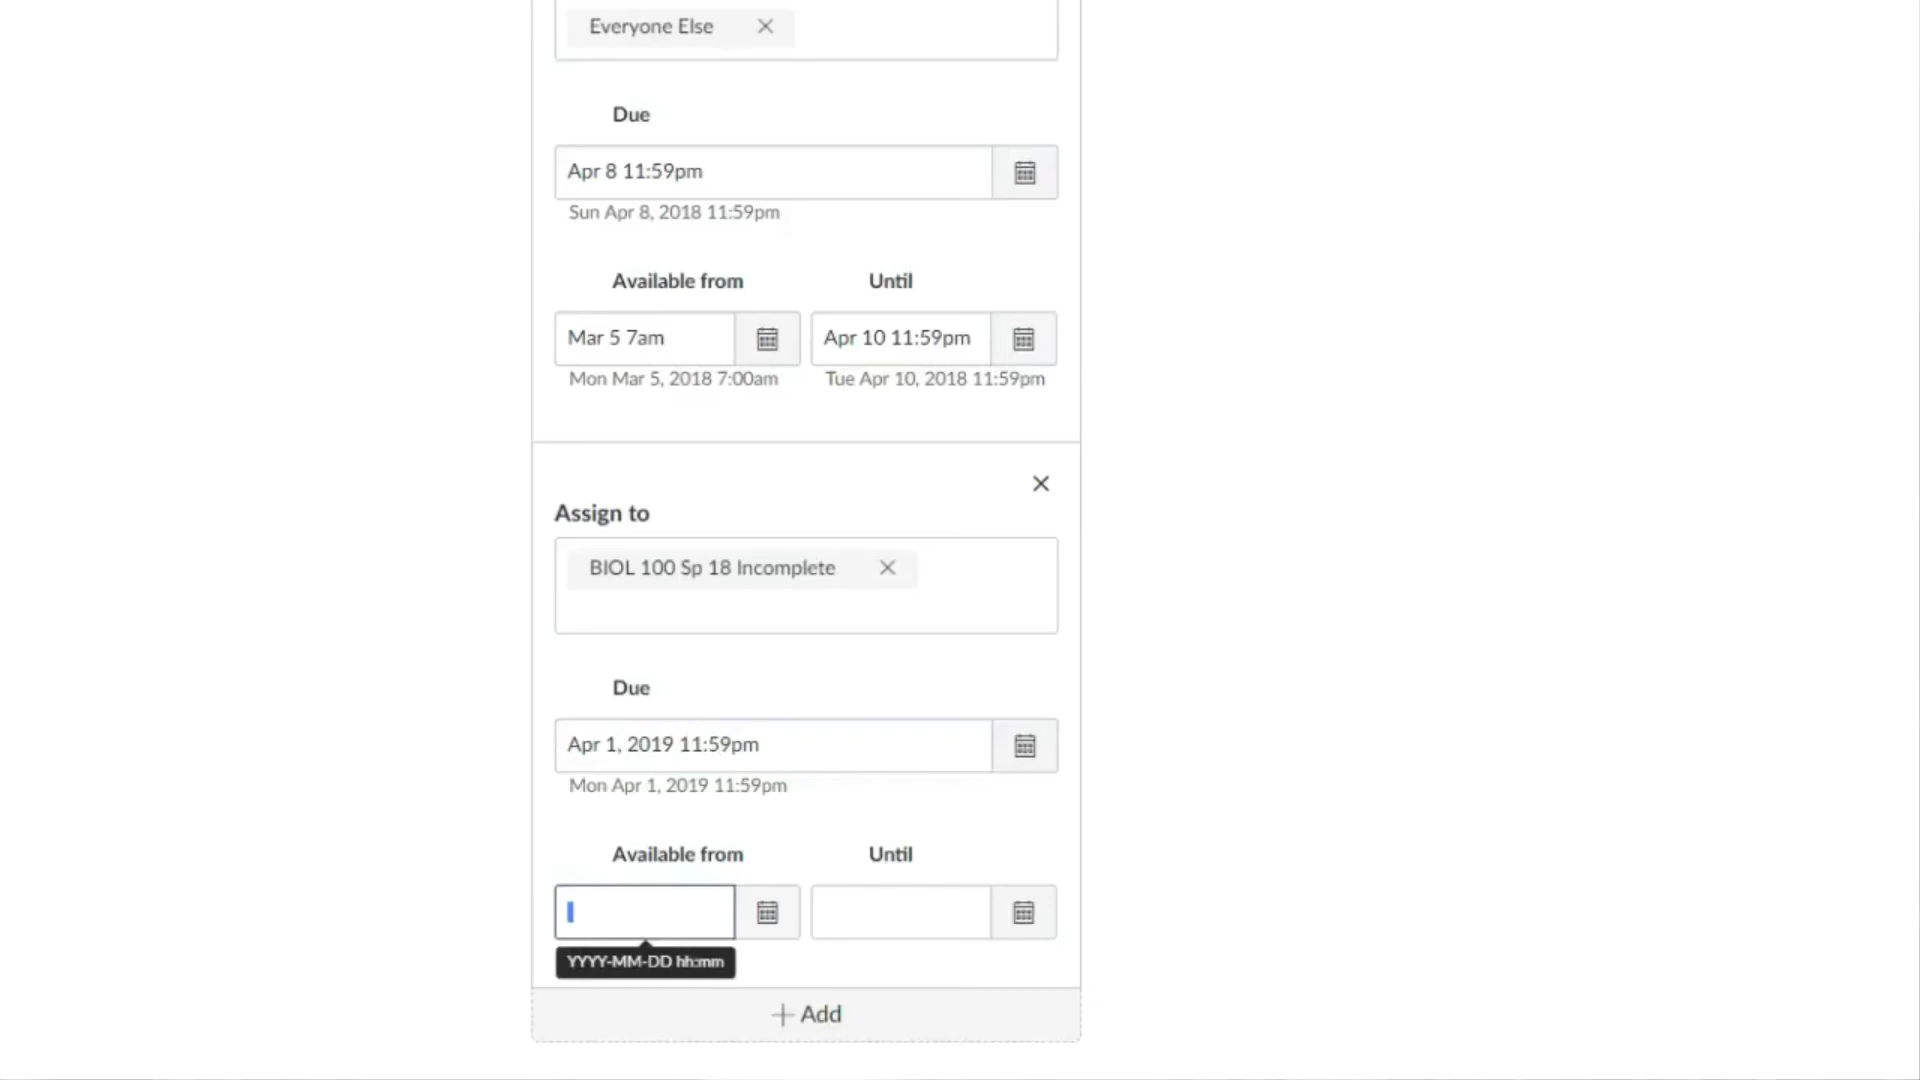 Everyone Else
Due
Apr 8 11:59pm
Sun Apr 8, 2018 11:59pm
Available from Until
Mar 5 7am Apr 10 11:59pm
Mon Mar 5, 2018 7:00am Tue Apr 10, 2018 11:59pm
Assign to
BIOL 100 Sp 18 Incomplete
Due
Apr 1, 2019 11:59pm
Mon Apr 1, 2019 11:59pm
Available from Until
YYYY-MM-DD hh:mm
+ Add